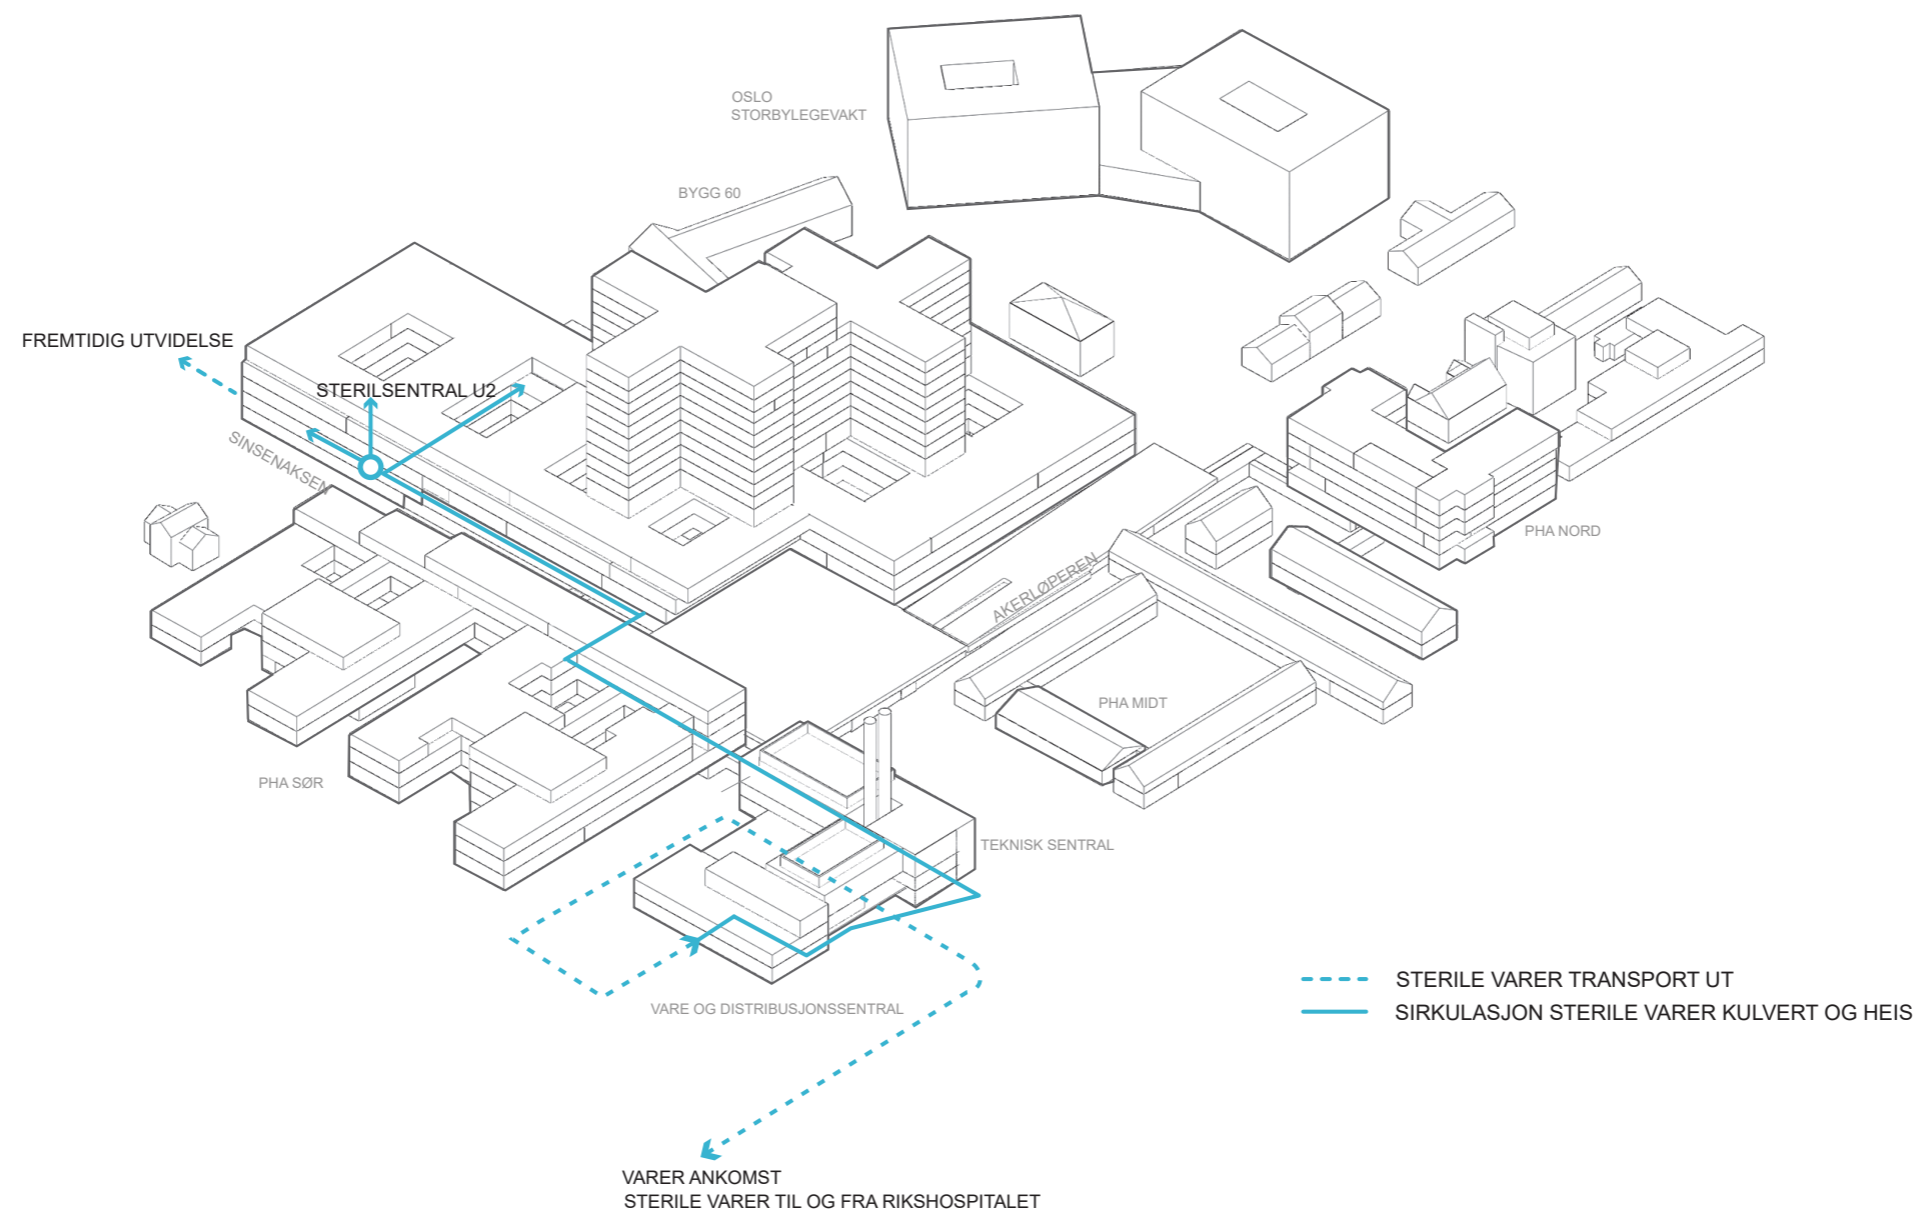 OSLO
STORBYLEGEVAKT
BYGG 60
FREMTIDIG UTVIDELSE
STERILSENTRAL U2
SINSENAKSEN
AKERLØPEREN
PHA NORD
PHA MIDT
PHA SØR
TEKNISK SENTRAL
VARE OG DISTRIBUSJONSSENTRAL
STERILE VARER TRANSPORT UT
SIRKULASJON STERILE VARER KULVERT OG HEIS
VARER ANKOMST
STERILE VARER TIL OG FRA RIKSHOSPITALET